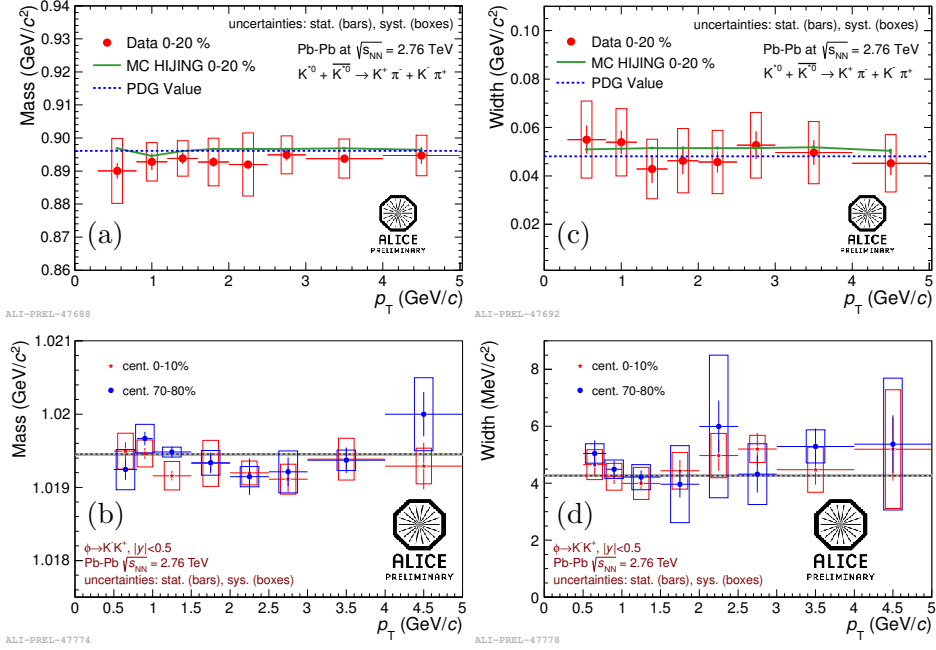 Mass (GeV/c²)
0.94
0.93
0.92
0.91
0.90
0.89
0.88
0.87
0.86
uncertainties: stat. (bars), syst. (boxes)
Data 0-20 %
MC HIJING 0-20 %
PDG Value
Pb-Pb at √s_NN = 2.76 TeV
K*⁰ + K̅*⁰ → K⁺ π⁻ + K⁻ π⁺
(a)
ALICE
PRELIMINARY
0 1 2 3 4 5
p_T (GeV/c)
ALI-PREL-47688
Width (GeV/c²)
0.10
0.08
0.06
0.04
0.02
uncertainties: stat. (bars), syst. (boxes)
Data 0-20 %
MC HIJING 0-20 %
PDG Value
Pb-Pb at √s_NN = 2.76 TeV
K*⁰ + K̅*⁰ → K⁺ π⁻ + K⁻ π⁺
(c)
ALICE
PRELIMINARY
0 1 2 3 4 5
p_T (GeV/c)
ALI-PREL-47692
Mass (GeV/c²)
1.021
1.02
1.019
1.018
cent. 0-10%
cent. 70-80%
(b)
ϕ→K⁻K⁺, |y|<0.5
Pb-Pb √s_NN = 2.76 TeV
uncertainties: stat. (bars), sys. (boxes)
ALICE
PRELIMINARY
0.5 1 1.5 2 2.5 3 3.5 4 4.5 5
p_T (GeV/c)
ALI-PREL-47774
Width (MeV/c²)
8
6
4
2
0
cent. 0-10%
cent. 70-80%
(d)
ϕ→K⁻K⁺, |y|<0.5
Pb-Pb √s_NN = 2.76 TeV
uncertainties: stat. (bars), sys. (boxes)
ALICE
PRELIMINARY
0.5 1 1.5 2 2.5 3 3.5 4 4.5 5
p_T (GeV/c)
ALI-PREL-47778